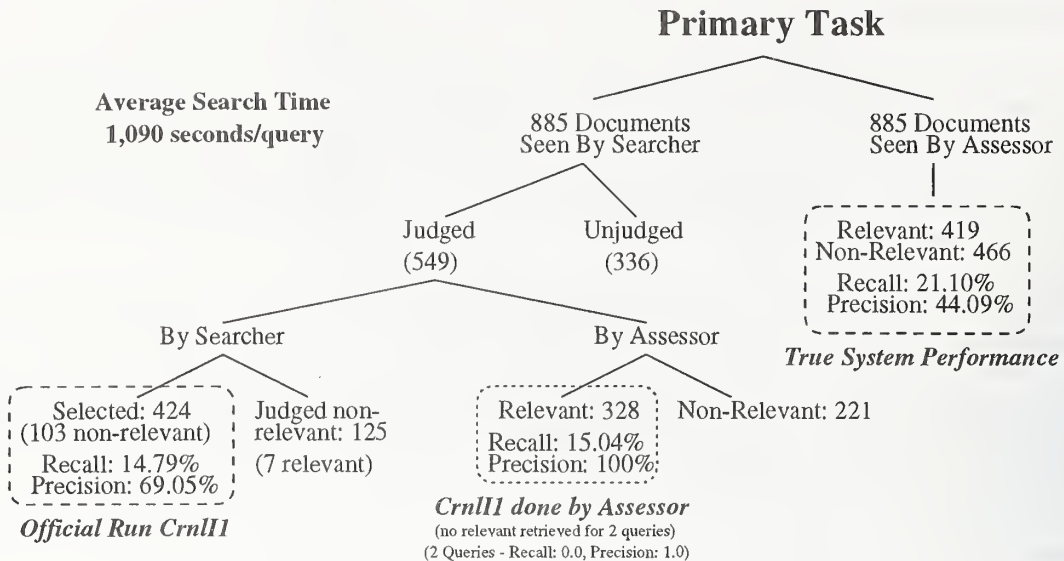 Primary Task
Average Search Time
1,090 seconds/query
885 Documents
Seen By Searcher
885 Documents
Seen By Assessor
Judged
(549)
Unjudged
(336)
Relevant: 419
Non-Relevant: 466
Recall: 21.10%
Precision: 44.09%
True System Performance
By Searcher
By Assessor
Selected: 424
(103 non-relevant)
Recall: 14.79%
Precision: 69.05%
Official Run CrnlI1
Judged non-
relevant: 125
(7 relevant)
Relevant: 328
Recall: 15.04%
Precision: 100%
CrnlI1 done by Assessor
(no relevant retrieved for 2 queries)
(2 Queries - Recall: 0.0, Precision: 1.0)
Non-Relevant: 221